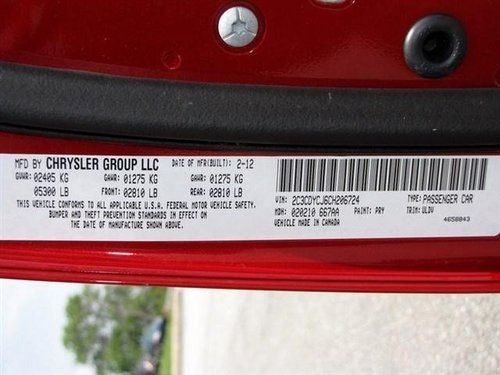 MFD BY CHRYSLER GROUP LLC DATE OF MFR(BUILT): 2-12
GVWR: 02405 KG GAWR: 01275 KG GAWR: 01275 KG
05300 LB FRONT: 02810 LB REAR: 02810 LB
THIS VEHICLE CONFORMS TO ALL APPLICABLE U.S.A. FEDERAL MOTOR VEHICLE SAFETY,
BUMPER AND THEFT PREVENTION STANDARDS IN EFFECT ON
THE DATE OF MANUFACTURE SHOWN ABOVE.
VIN: 2C3CDYCJ6CH206724 TYPE: PASSENGER CAR
MDH: 020210 667AA PAINT: PRY TRIM: ULDV
VEHICLE MADE IN CANADA 4658843